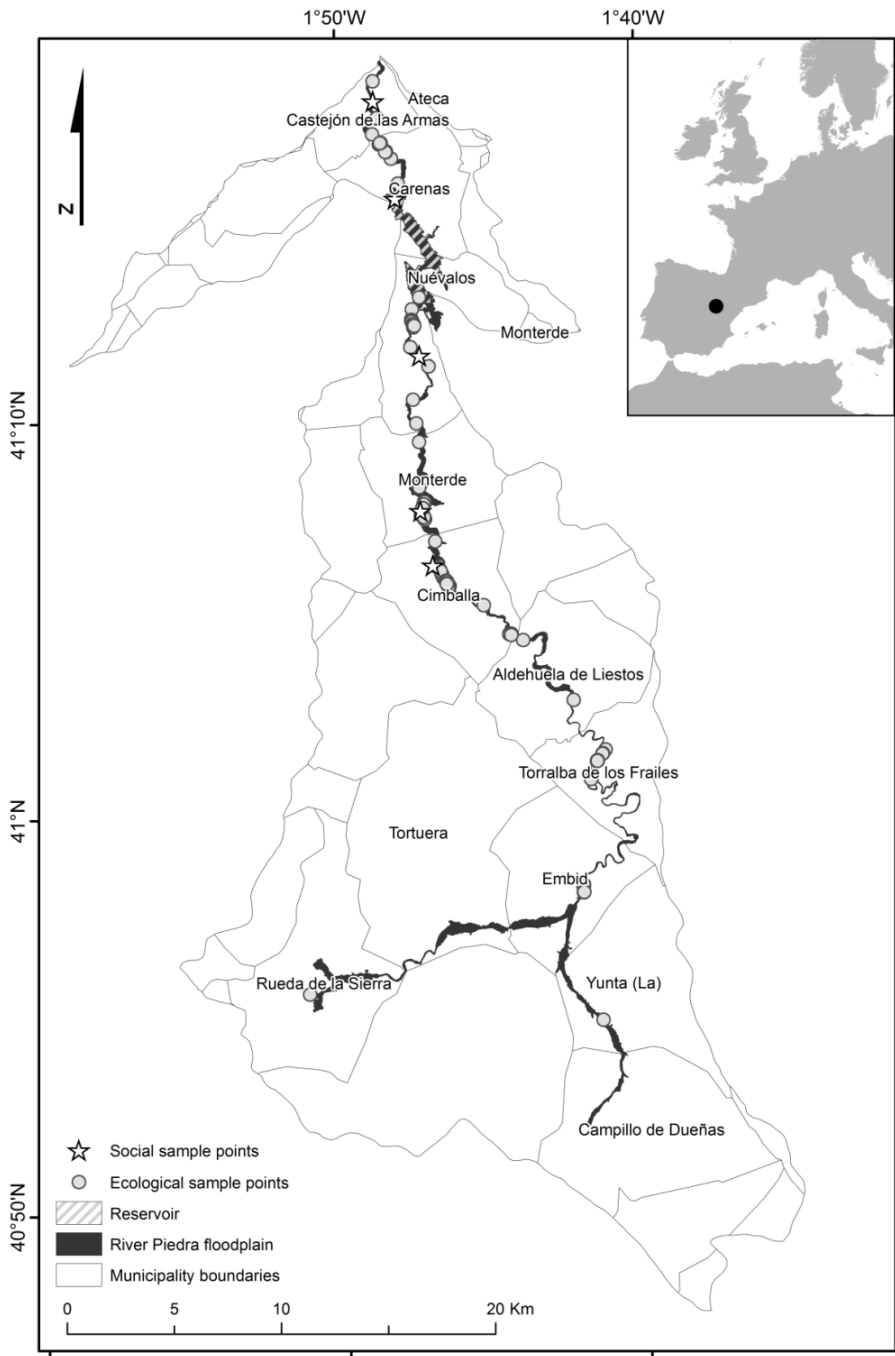 1°50'W
1°40'W
Ateca
Castejón de las Armas
N
Carenas
Nuévalos
Monterde
41°10'N
Monterde
Cimballa
Aldehuela de Liestos
Torralba de los Frailes
41°N
Tortuera
Embid
Rueda de la Sierra
Yunta (La)
Campillo de Dueñas
40°50'N
Social sample points
Ecological sample points
Reservoir
River Piedra floodplain
Municipality boundaries
0 5 10 20 Km